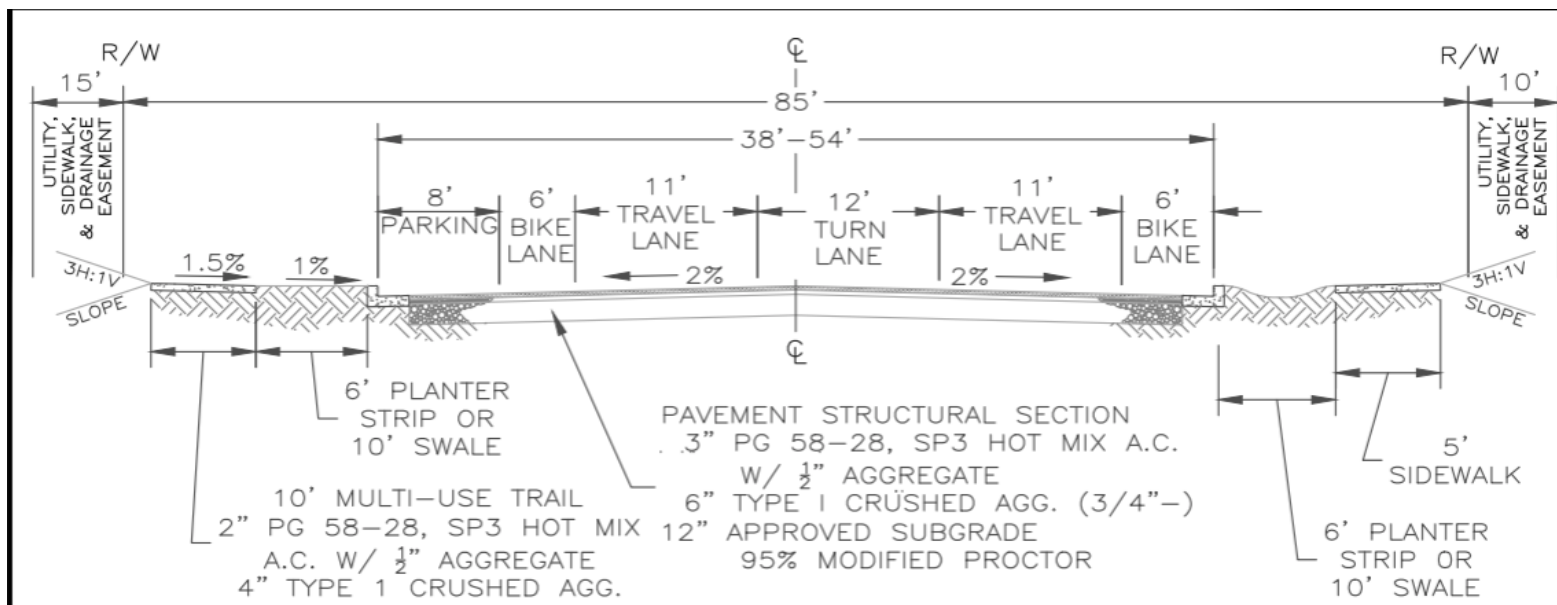 R/W
℄
R/W
15'
85'
10'
38'-54'
UTILITY,
SIDEWALK,
& DRAINAGE
EASEMENT
8'
PARKING
6'
BIKE
LANE
11'
TRAVEL
LANE
12'
TURN
LANE
11'
TRAVEL
LANE
6'
BIKE
LANE
UTILITY,
SIDEWALK,
& DRAINAGE
EASEMENT
3H:1V
SLOPE
1.5%
1%
2%
2%
3H:1V
SLOPE
℄
6' PLANTER
STRIP OR
10' SWALE
10' MULTI-USE TRAIL
2" PG 58-28, SP3 HOT MIX
A.C. W/ ½" AGGREGATE
4" TYPE 1 CRUSHED AGG.
PAVEMENT STRUCTURAL SECTION
3" PG 58-28, SP3 HOT MIX A.C.
W/ ½" AGGREGATE
6" TYPE I CRUSHED AGG. (3/4"-)
12" APPROVED SUBGRADE
95% MODIFIED PROCTOR
5'
SIDEWALK
6' PLANTER
STRIP OR
10' SWALE